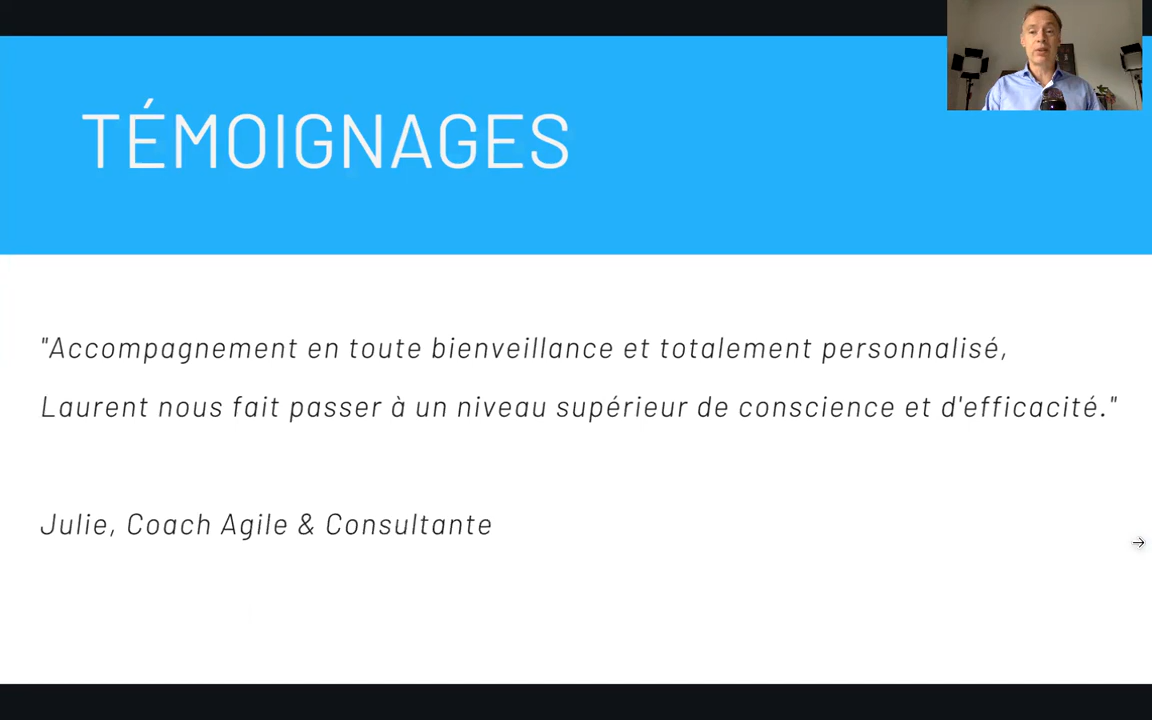 TÉMOIGNAGES
"Accompagnement en toute bienveillance et totalement personnalisé,
Laurent nous fait passer à un niveau supérieur de conscience et d'efficacité."
Julie, Coach Agile & Consultante